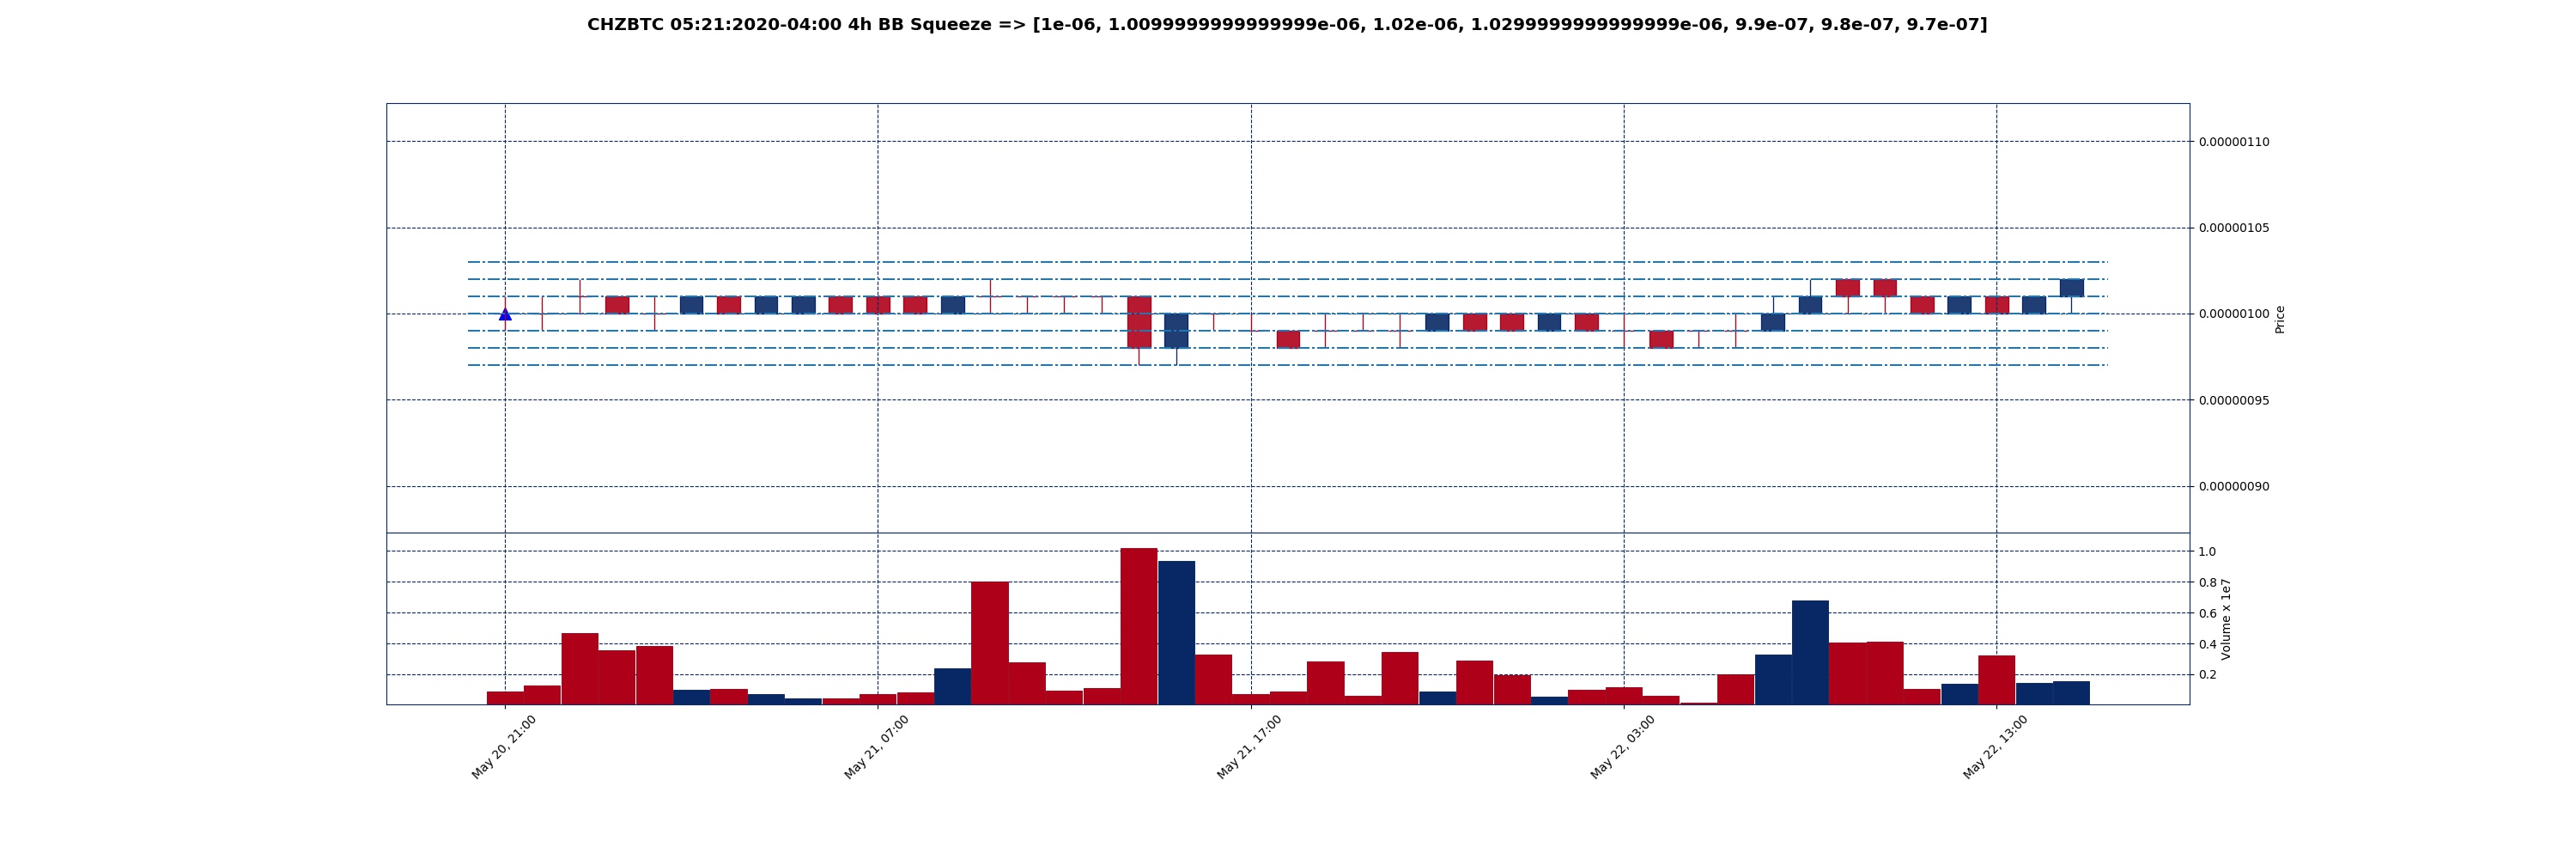 CHZBTC 05:21:2020-04:00 4h BB Squeeze => [1e-06, 1.0099999999999999e-06, 1.02e-06, 1.0299999999999999e-06, 9.9e-07, 9.8e-07, 9.7e-07]
0.00000110
0.00000105
0.00000100
0.00000095
0.00000090
Price
1.0
0.8
0.6
0.4
0.2
Volume x 1e7
May 20, 21:00
May 21, 07:00
May 21, 17:00
May 22, 03:00
May 22, 13:00